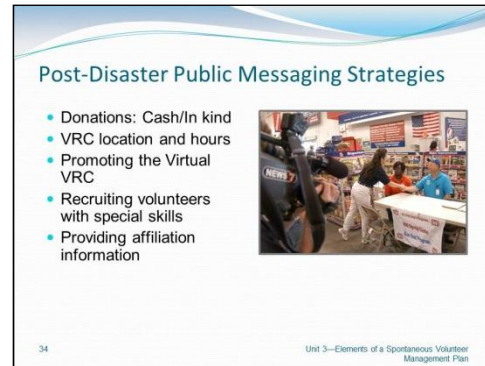 Post-Disaster Public Messaging Strategies
Donations: Cash/In kind
VRC location and hours
Promoting the Virtual
VRC
Recruiting volunteers
with special skills
Providing affiliation
information
NEWS 7
34
Unit 3—Elements of a Spontaneous Volunteer
Management Plan